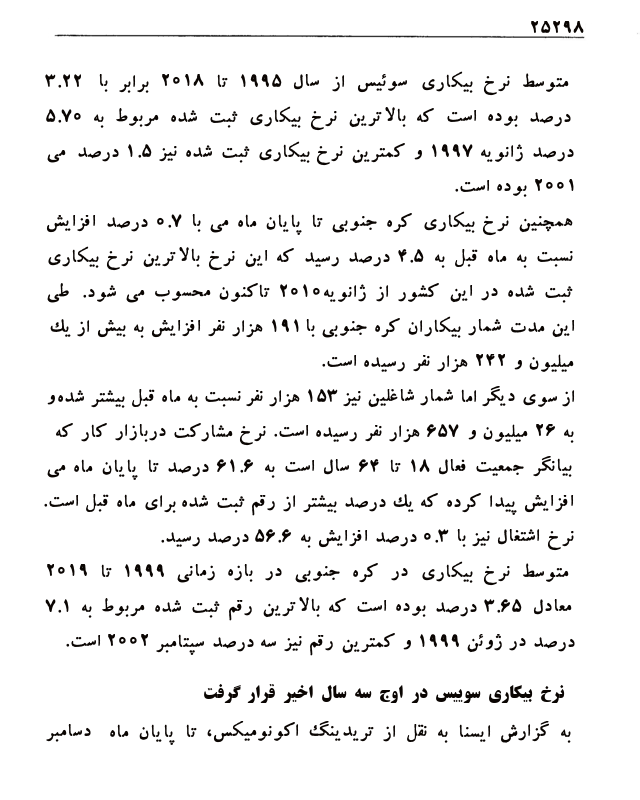 ۲۵۲۹۸
متوسط نرخ بیکاری سوئیس از سال ۱۹۹۵ تا ۲۰۱۸ برابر با ۳.۲۲
درصد بوده است که بالاترین نرخ بیکاری ثبت شده مربوط به ۵.۷۰
درصد ژانویه ۱۹۹۷ و کمترین نرخ بیکاری ثبت شده نیز ۱.۵ درصد می
۲۰۰۱ بوده است.
همچنین نرخ بیکاری کره جنوبی تا پایان ماه می با ۰.۷ درصد افزایش
نسبت به ماه قبل به ۴.۵ درصد رسید که این نرخ بالاترین نرخ بیکاری
ثبت شده در این کشور از ژانویه۲۰۱۰ تاکنون محسوب می شود. طی
این مدت شمار بیکاران کره جنوبی با ۱۹۱ هزار نفر افزایش به بیش از یك
میلیون و ۲۴۲ هزار نفر رسیده است.
از سوی دیگر اما شمار شاغلین نیز ۱۵۳ هزار نفر نسبت به ماه قبل بیشتر شده‌و
به ۲۶ میلیون و ۶۵۷ هزار نفر رسیده است. نرخ مشارکت دربازار کار که
بیانگر جمعیت فعال ۱۸ تا ۶۴ سال است به ۶۱.۶ درصد تا پایان ماه می
افزایش پیدا کرده که یك درصد بیشتر از رقم ثبت شده برای ماه قبل است.
نرخ اشتغال نیز با ۰.۳ درصد افزایش به ۵۶.۶ درصد رسید.
متوسط نرخ بیکاری در کره جنوبی در بازه زمانی ۱۹۹۹ تا ۲۰۱۹
معادل ۳.۶۵ درصد بوده است که بالاترین رقم ثبت شده مربوط به ۷.۱
درصد در ژوئن ۱۹۹۹ و کمترین رقم نیز سه درصد سپتامبر ۲۰۰۲ است.
نرخ بیکاری سوییس در اوج سه سال اخیر قرار گرفت
به گزارش ایسنا به نقل از تریدینگ اکونومیکس، تا پایان ماه دسامبر